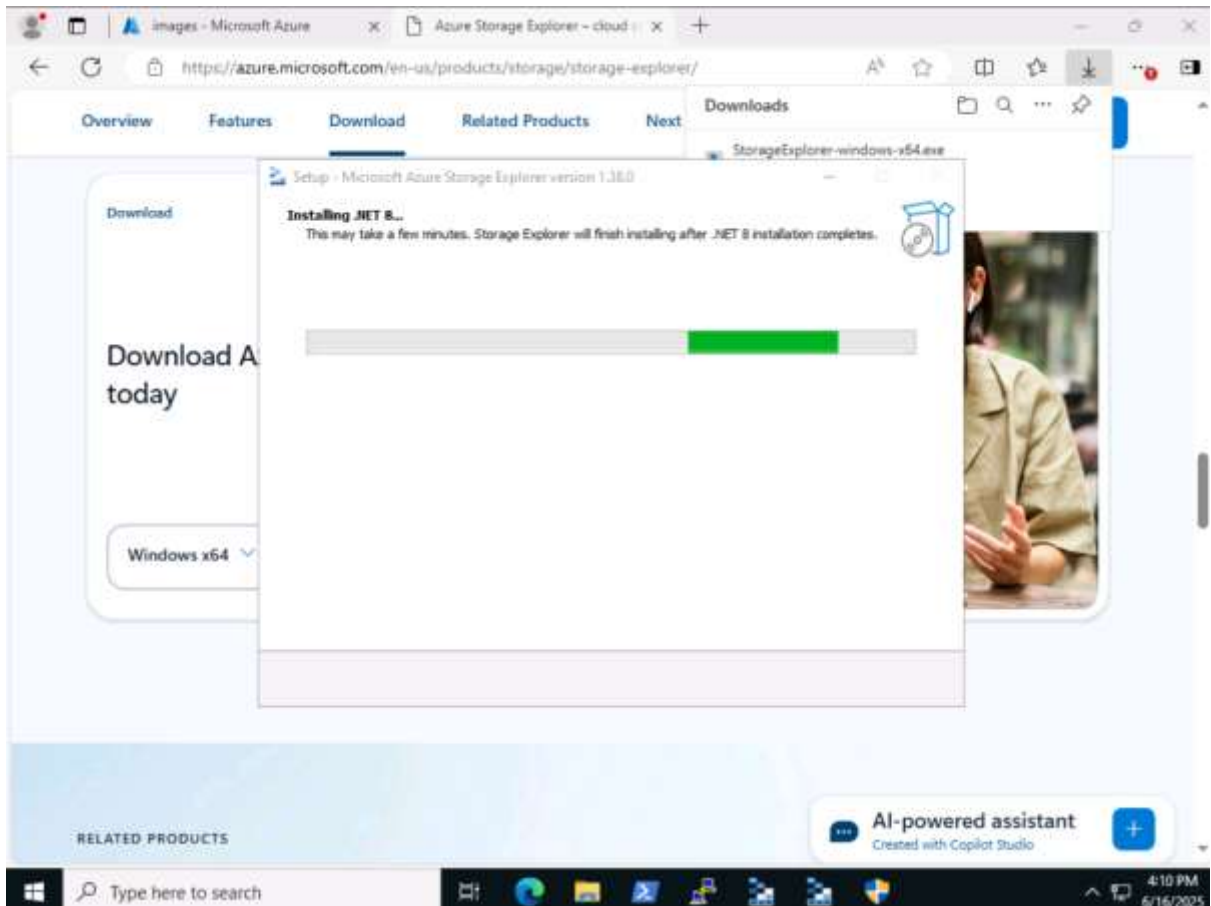 images - Microsoft Azure
Azure Storage Explorer – cloud
https://azure.microsoft.com/en-us/products/storage/storage-explorer/
Overview
Features
Download
Related Products
Next
Downloads
StorageExplorer-windows-x64.exe
Setup - Microsoft Azure Storage Explorer version 1.38.0
Installing .NET 8...
This may take a few minutes. Storage Explorer will finish installing after .NET 8 installation completes.
Download
Download A
today
Windows x64
AI-powered assistant
Created with Copilot Studio
RELATED PRODUCTS
Type here to search
4:10 PM
6/16/2025